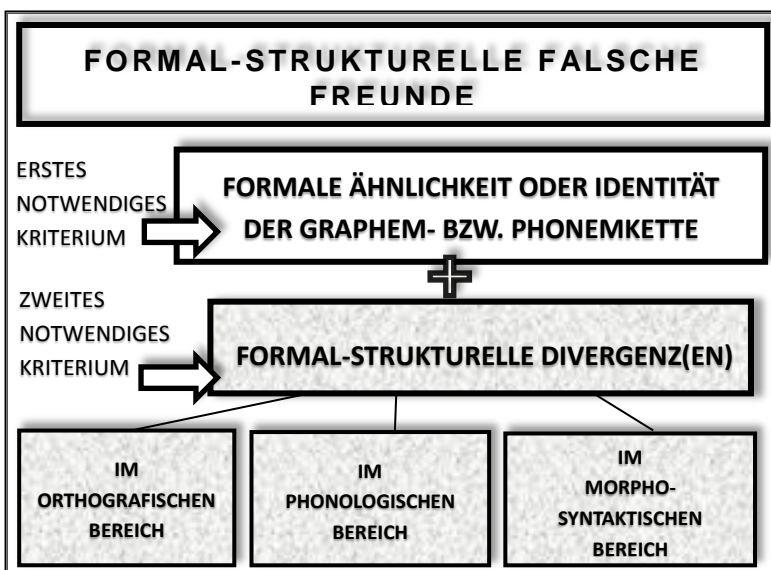 FORMAL-STRUKTURELLE FALSCHE
FREUNDE
ERSTES
NOTWENDIGES
KRITERIUM
FORMALE ÄHNLICHKEIT ODER IDENTITÄT
DER GRAPHEM- BZW. PHONEMKETTE
ZWEITES
NOTWENDIGES
KRITERIUM
FORMAL-STRUKTURELLE DIVERGENZ(EN)
IM
ORTHOGRAFISCHEN
BEREICH
IM
PHONOLOGISCHEN
BEREICH
IM
MORPHO-
SYNTAKTISCHEN
BEREICH